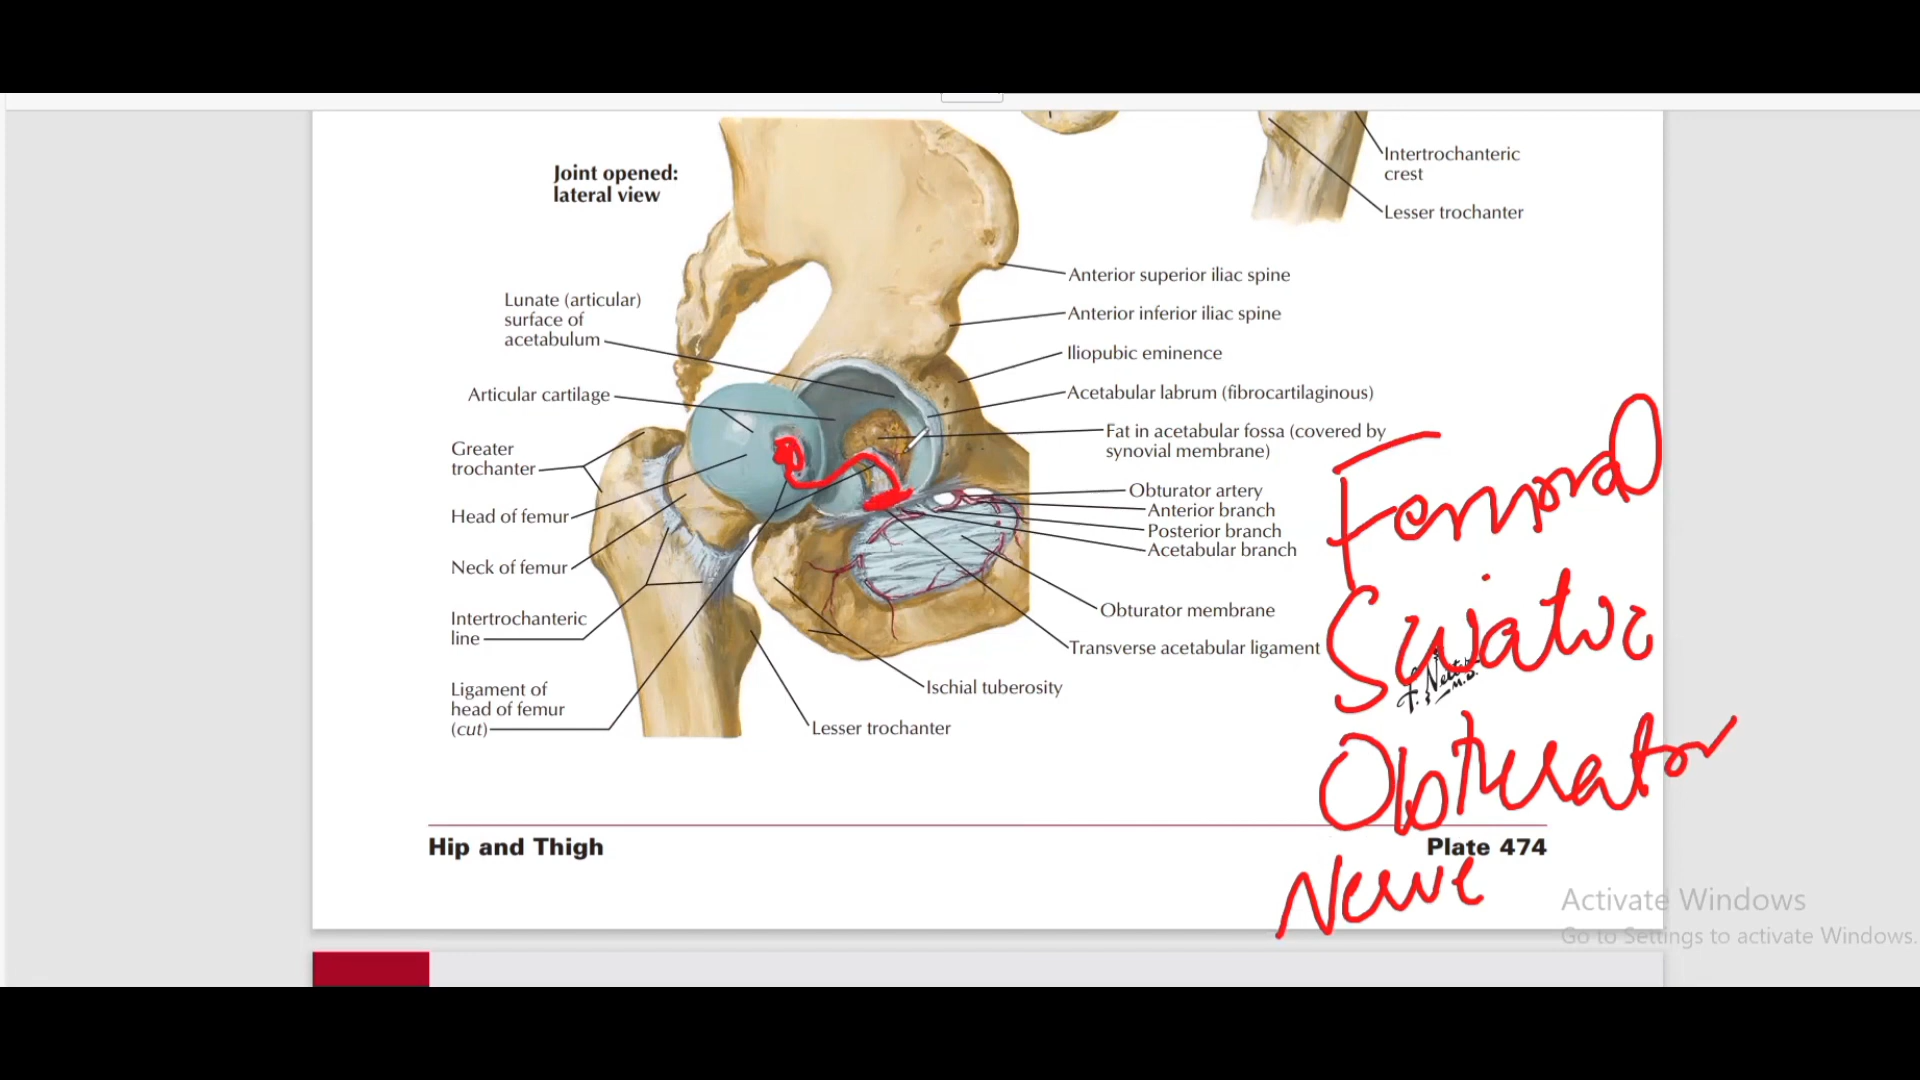 Intertrochanteric
crest
Joint opened:
lateral view
Lesser trochanter
Anterior superior iliac spine
Lunate (articular)
surface of
acetabulum
Anterior inferior iliac spine
Iliopubic eminence
Articular cartilage
Acetabular labrum (fibrocartilaginous)
Fat in acetabular fossa (covered by
synovial membrane)
Greater
trochanter
Obturator artery
Anterior branch
Posterior branch
Acetabular branch
Head of femur
Neck of femur
Obturator membrane
Intertrochanteric
line
Transverse acetabular ligament
Ligament of
head of femur
(cut)
Ischial tuberosity
Lesser trochanter
Femoral
Sciatic
F. Netter
M.D.
Obturator
Nerve
Hip and Thigh
Plate 474
Activate Windows
Go to Settings to activate Windows.